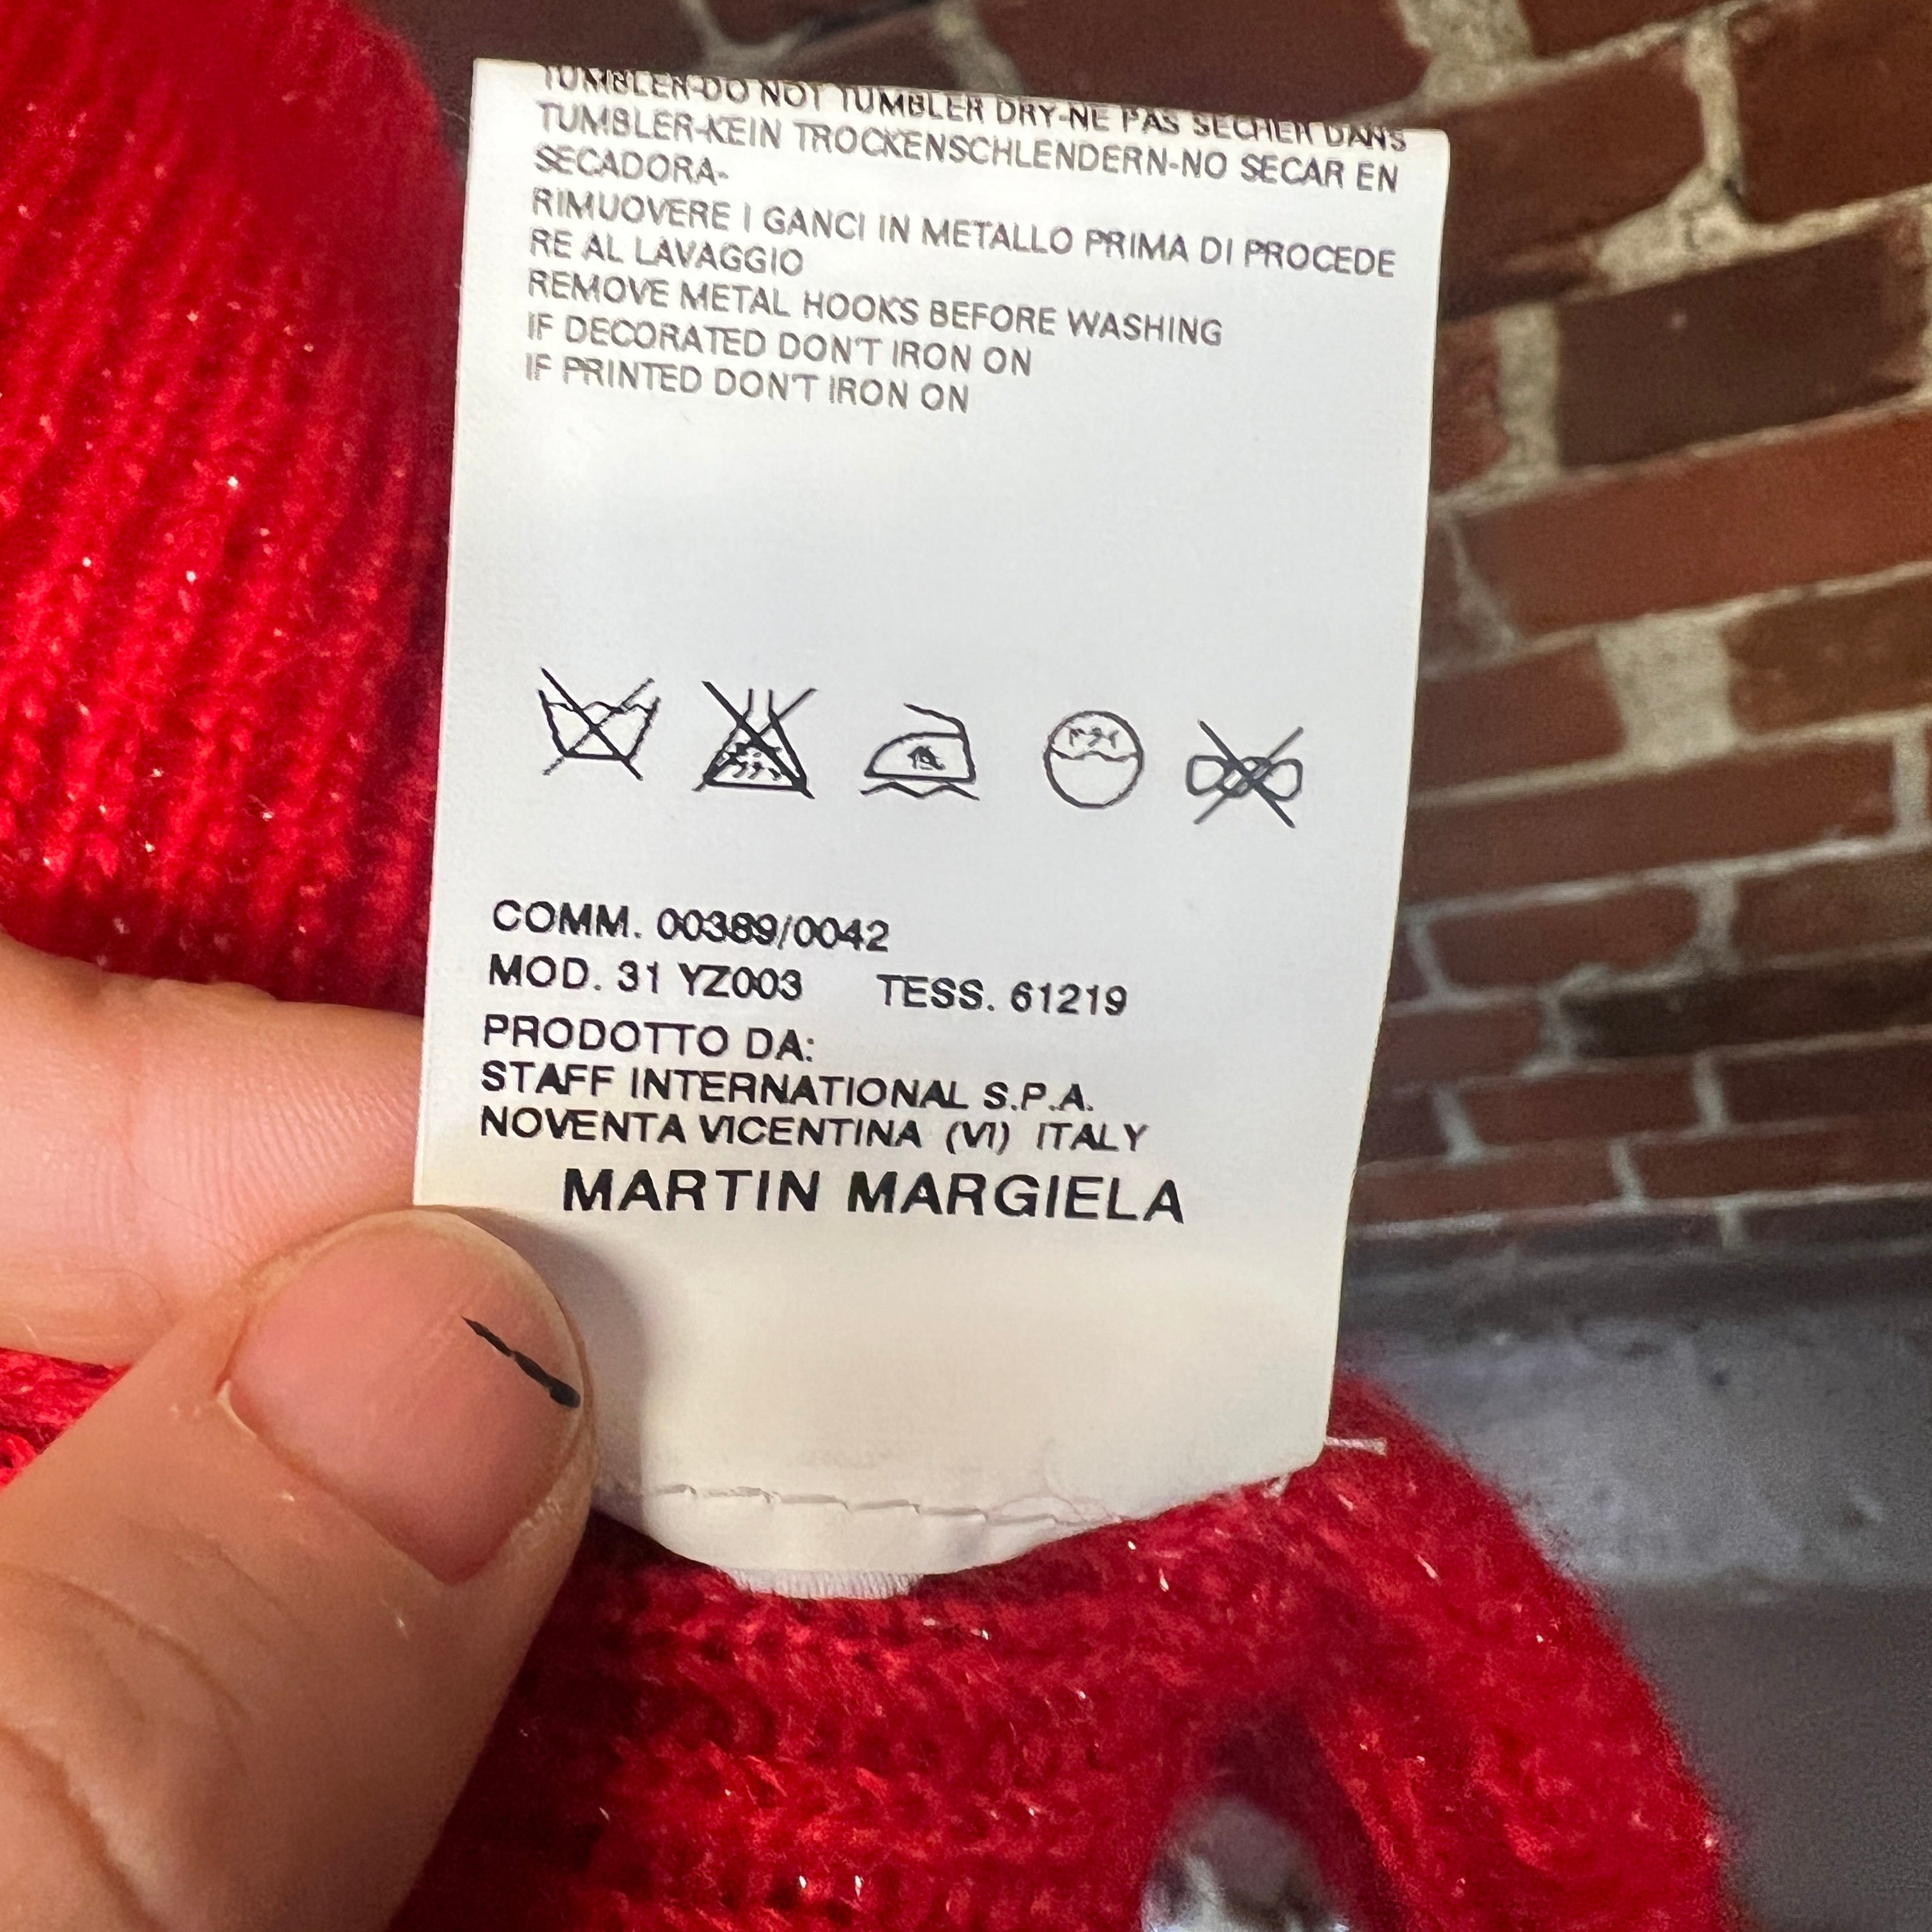 TUMBLER-DO NOT TUMBLER DRY-NE PAS SECHER DANS
TUMBLER-KEIN TROCKENSCHLENDERN-NO SECAR EN
SECADORA-
RIMUOVERE I GANCI IN METALLO PRIMA DI PROCEDE
RE AL LAVAGGIO
REMOVE METAL HOOKS BEFORE WASHING
IF DECORATED DON'T IRON ON
IF PRINTED DON'T IRON ON
COMM. 00389/0042
MOD. 31 YZ003 TESS. 61219
PRODOTTO DA:
STAFF INTERNATIONAL S.P.A.
NOVENTA VICENTINA (VI) ITALY
MARTIN MARGIELA